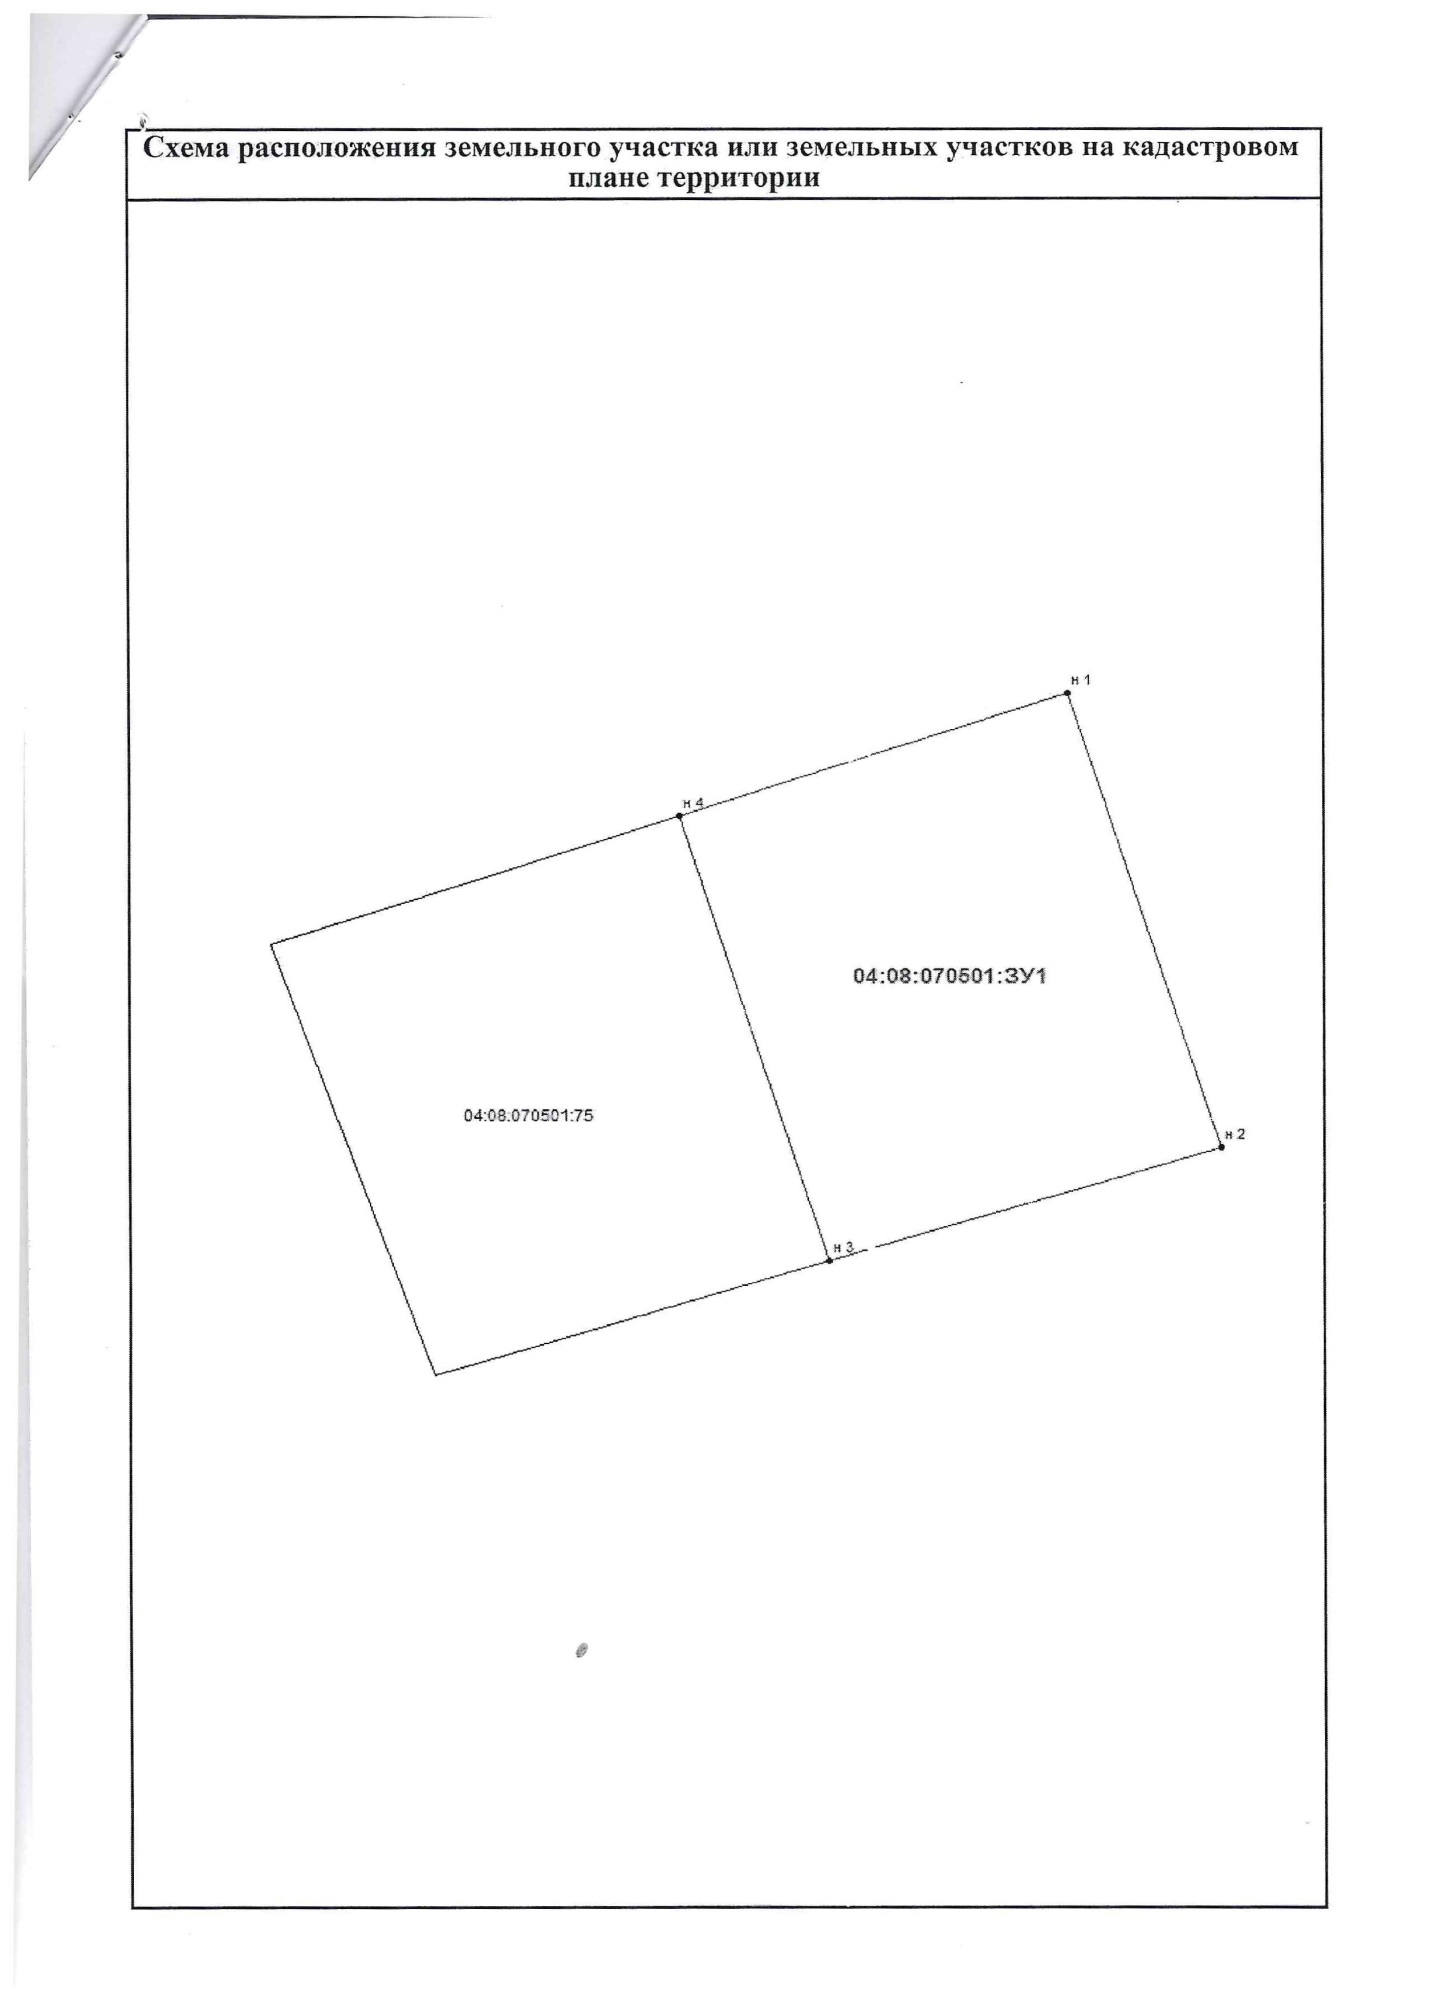 Схема расположения земельного участка или земельных участков на кадастровом
плане территории
н 1
н 4
04:08:070501:ЗУ1
04:08:070501:75
н 2
н 3